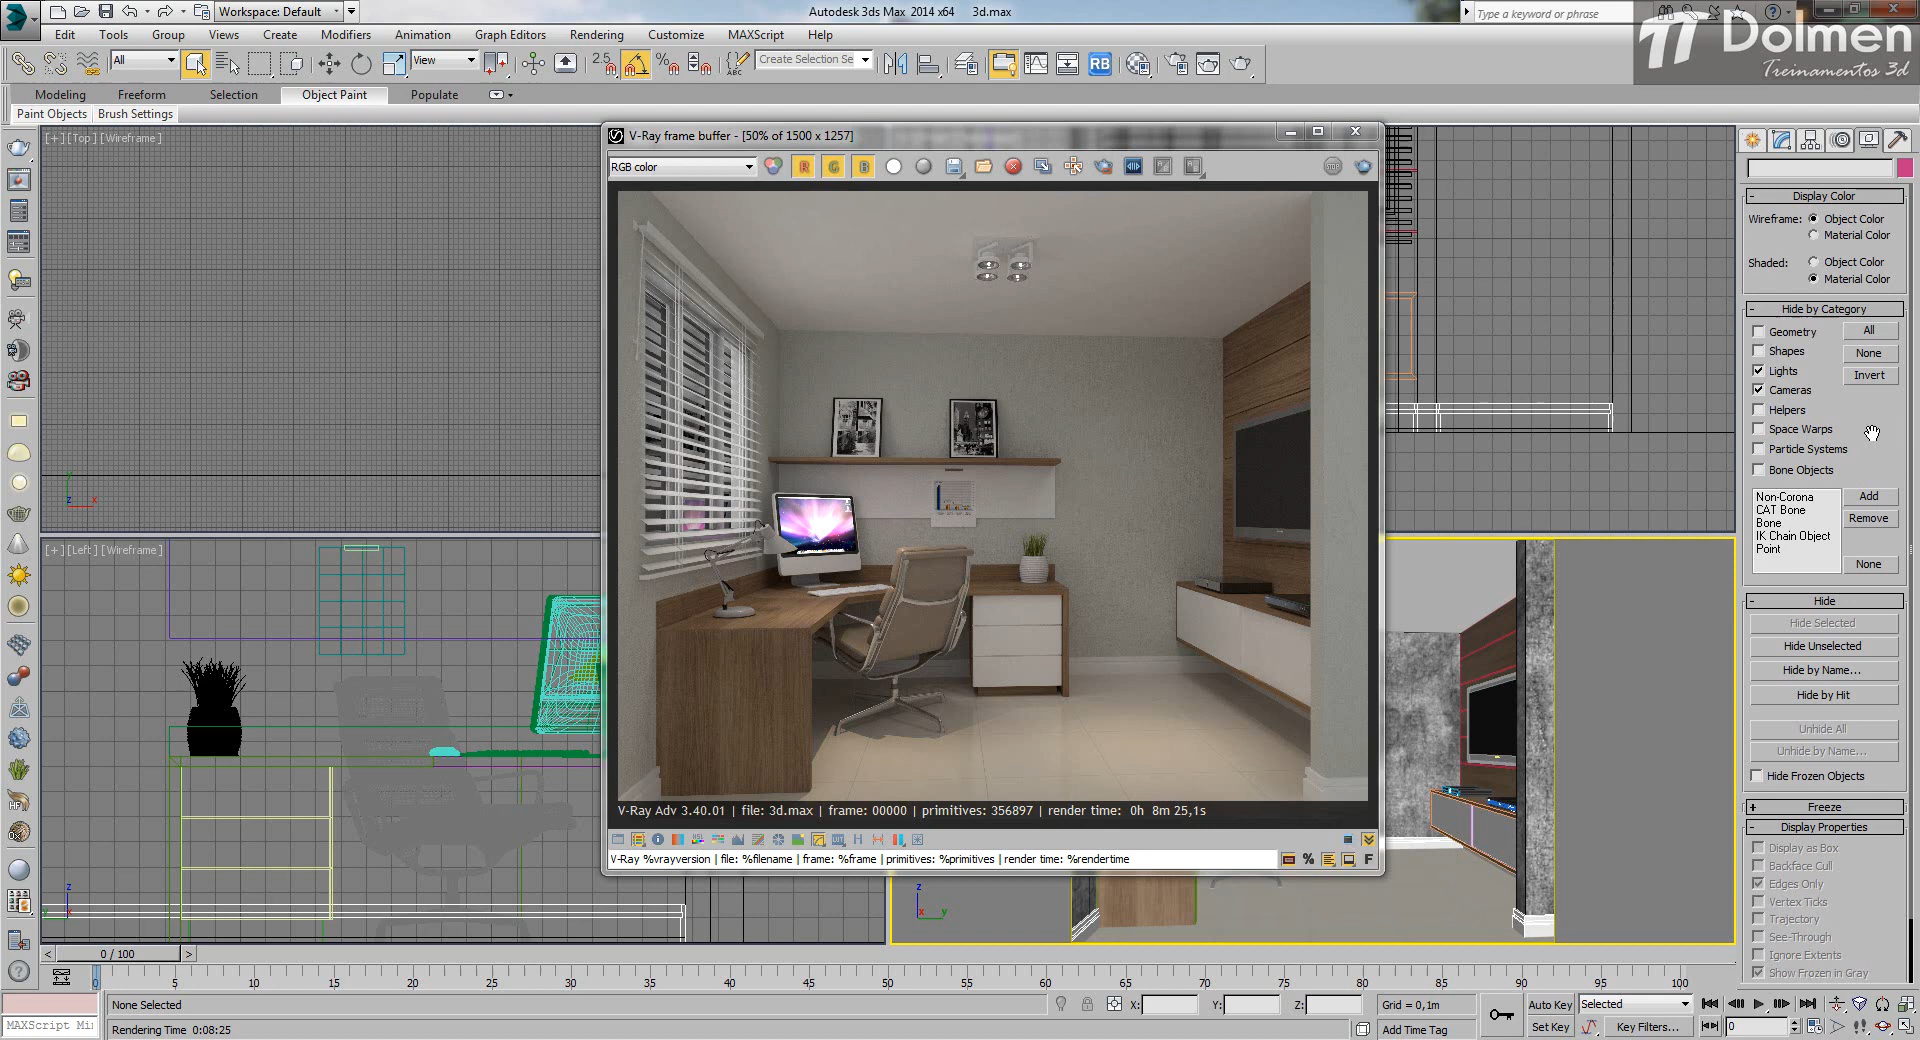 Workspace: Default
Autodesk 3ds Max 2014 x64 3d.max
Type a keyword or phrase
Dolmen
Treinamentos 3d
Edit Tools Group Views Create Modifiers Animation Graph Editors Rendering Customize MAXScript Help
All
View
2.5
ABC
Create Selection Se
RB
Modeling Freeform Selection Object Paint Populate
Paint Objects Brush Settings
[+][Top][Wireframe]
V-Ray frame buffer - [50% of 1500 x 1257]
RGB color
R G B
STOP
V-Ray Adv 3.40.01 | file: 3d.max | frame: 00000 | primitives: 356897 | render time: 0h 8m 25,1s
V-Ray %vrayversion | file: %filename | frame: %frame | primitives: %primitives | render time: %rendertime
% F
[+][Left][Wireframe]
Display Color
Wireframe: Object Color
Material Color
Shaded: Object Color
Material Color
Hide by Category
Geometry All
Shapes None
Lights Invert
Cameras
Helpers
Space Warps
Particle Systems
Bone Objects
Non-Corona Add
CAT Bone
Bone Remove
IK Chain Object
Point
None
Hide
Hide Selected
Hide Unselected
Hide by Name...
Hide by Hit
Unhide All
Unhide by Name...
Hide Frozen Objects
Freeze
Display Properties
Display as Box
Backface Cull
Edges Only
Vertex Ticks
Trajectory
See-Through
Ignore Extents
Show Frozen in Gray
0 / 100
0 5 10 15 20 25 30 35 40 45 50 55 60 65 70 75 80 85 90 95 100
None Selected X: Y: Z: Grid = 0,1m Auto Key Selected
MAXScript Mi
Rendering Time 0:08:25 Add Time Tag Set Key Key Filters... 0